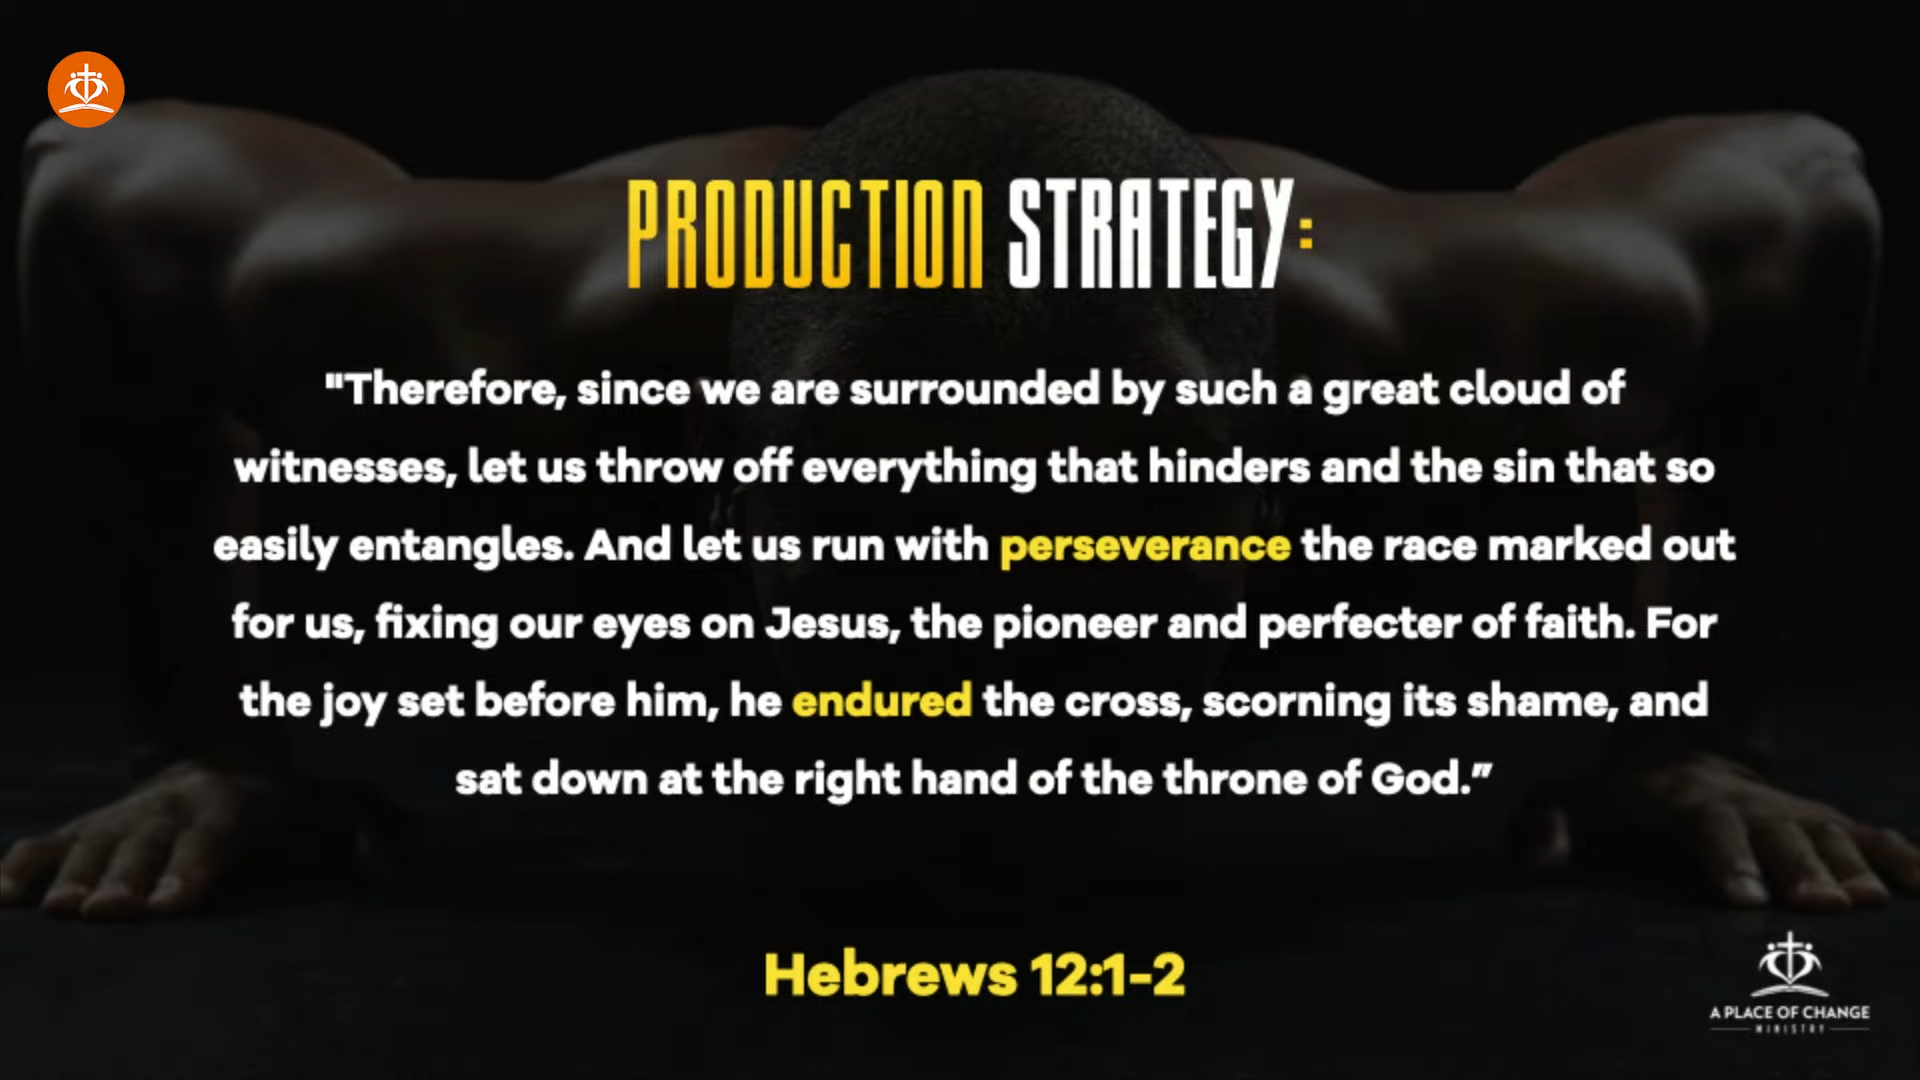 PRODUCTION STRATEGY:
"Therefore, since we are surrounded by such a great cloud of
witnesses, let us throw off everything that hinders and the sin that so
easily entangles. And let us run with perseverance the race marked out
for us, fixing our eyes on Jesus, the pioneer and perfecter of faith. For
the joy set before him, he endured the cross, scorning its shame, and
sat down at the right hand of the throne of God.”
Hebrews 12:1-2
A PLACE OF CHANGE
MINISTRY